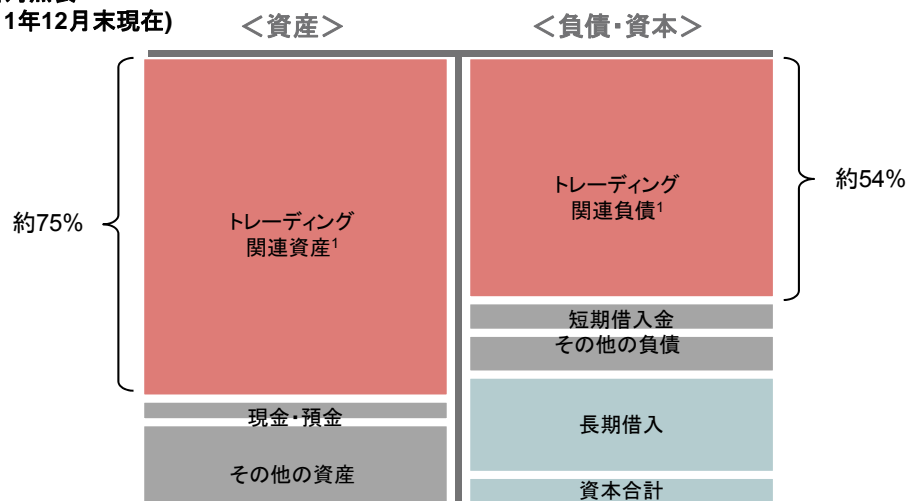 1年12月末現在)
＜資産＞
＜負債・資本＞
約75%
トレーディング
関連資産1
現金・預金
その他の資産
トレーディング
関連負債1
約54%
短期借入金
その他の負債
長期借入
資本合計